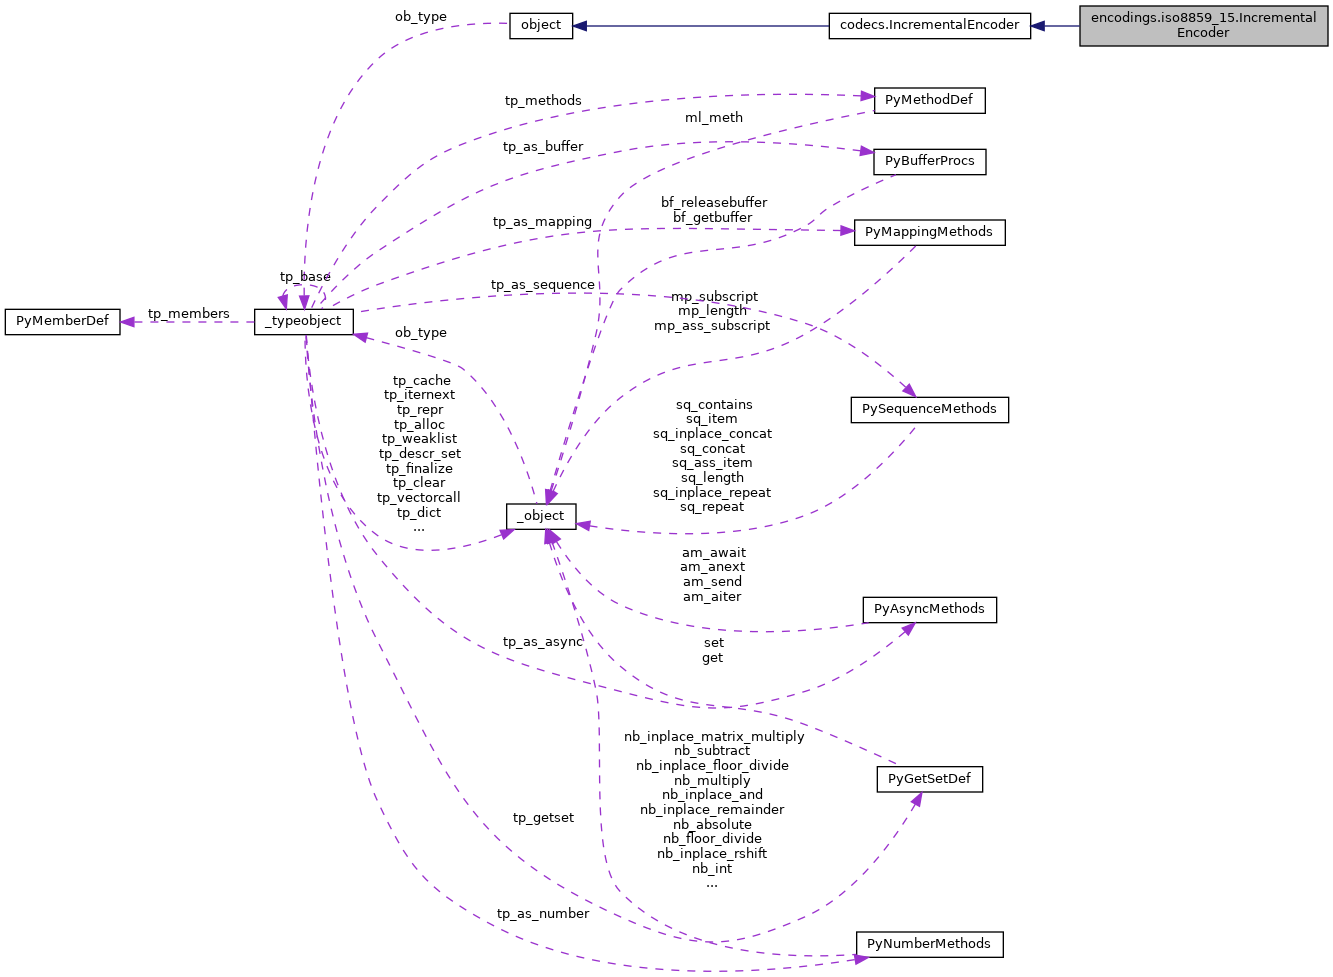 ob_type
object
codecs.IncrementalEncoder
encodings.iso8859_15.Incremental
Encoder
tp_methods
PyMethodDef
ml_meth
tp_as_buffer
PyBufferProcs
bf_releasebuffer
bf_getbuffer
tp_as_mapping
PyMappingMethods
tp_base
tp_as_sequence
mp_subscript
mp_length
mp_ass_subscript
PyMemberDef
tp_members
_typeobject
ob_type
tp_cache
tp_iternext
tp_repr
tp_alloc
tp_weaklist
tp_descr_set
tp_finalize
tp_clear
tp_vectorcall
tp_dict
...
sq_contains
sq_item
sq_inplace_concat
sq_concat
sq_ass_item
sq_length
sq_inplace_repeat
sq_repeat
PySequenceMethods
_object
am_await
am_anext
am_send
am_aiter
PyAsyncMethods
tp_as_async
set
get
nb_inplace_matrix_multiply
nb_subtract
nb_inplace_floor_divide
nb_multiply
nb_inplace_and
nb_inplace_remainder
nb_absolute
nb_floor_divide
nb_inplace_rshift
nb_int
...
PyGetSetDef
tp_getset
tp_as_number
PyNumberMethods